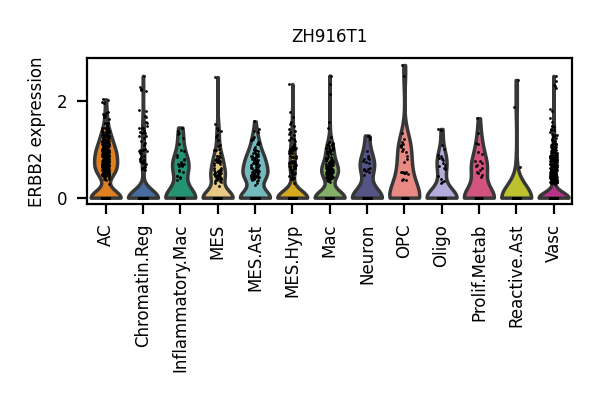 ZH916T1
ERBB2 expression
2
0
AC
Chromatin.Reg
Inflammatory.Mac
MES
MES.Ast
MES.Hyp
Mac
Neuron
OPC
Oligo
Prolif.Metab
Reactive.Ast
Vasc